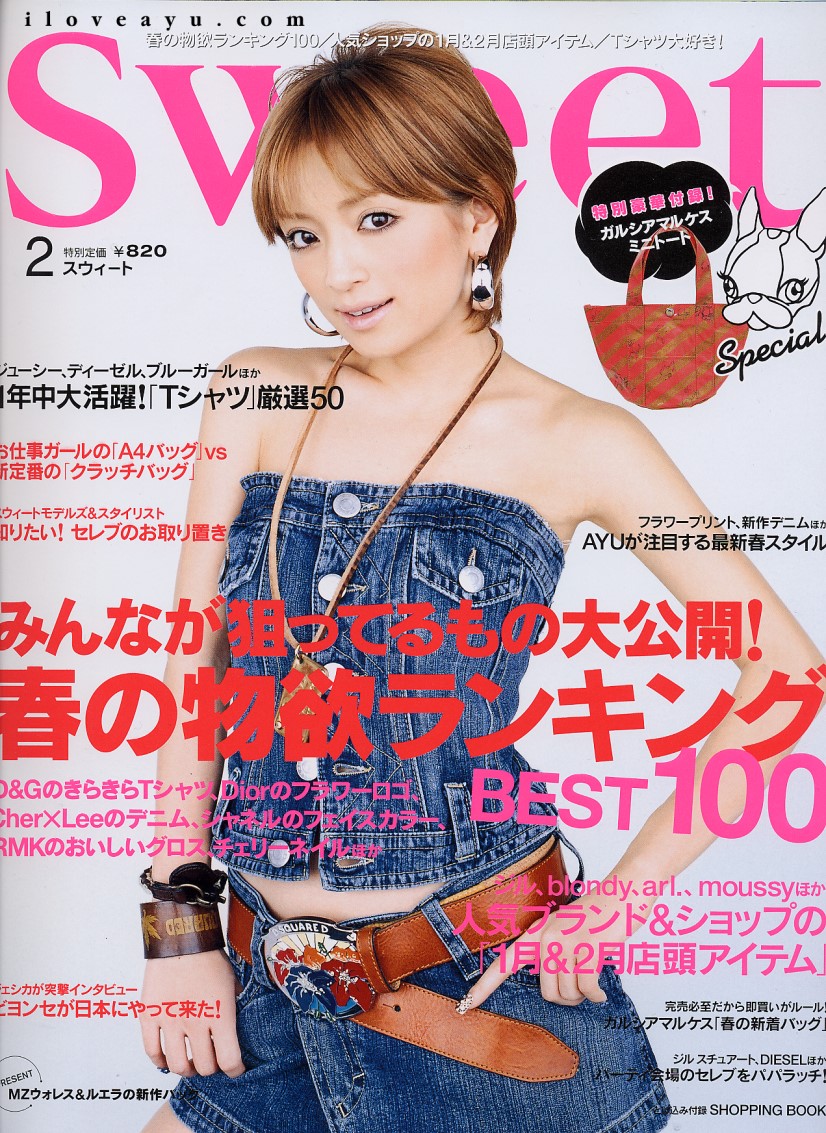 iloveayu.com
春の物欲ランキング100/人気ショップの1月&2月店頭アイテム/Tシャツ大好き!
Sweet
2 特別定価 ¥820
スウィート
特別豪華付録!
ガルシアマルケス
ミニトート
Special
ジューシー、ディーゼル、ブルーガールほか
1年中大活躍!「Tシャツ」厳選50
お仕事ガールの「A4バッグ」vs
新定番の「クラッチバッグ」
スウィートモデルズ&スタイリスト
知りたい! セレブのお取り置き
フラワープリント、新作デニムほか
AYUが注目する最新春スタイル
みんなが狙ってるもの大公開!
春の物欲ランキング
BEST100
D&GのきらきらTシャツ、Diorのフラワーロゴ、
Cher×Leeのデニム、シャネルのフェイスカラー、
RMKのおいしいグロス、チェリーネイルほか
ジル、blondy、arl.、moussyほか
人気ブランド&ショップの
「1月&2月店頭アイテム」
SQUARED
ジェシカが突撃インタビュー
ビヨンセが日本にやって来た!
完売必至だから即買いがルール!
ガルシアマルケス「春の新着バッグ」
ジル スチュアート、DIESELほか
パーティ会場のセレブをパパラッチ!
PRESENT
MZウォレス&ルエラの新作バッグ
とじ込み付録 SHOPPING BOOK